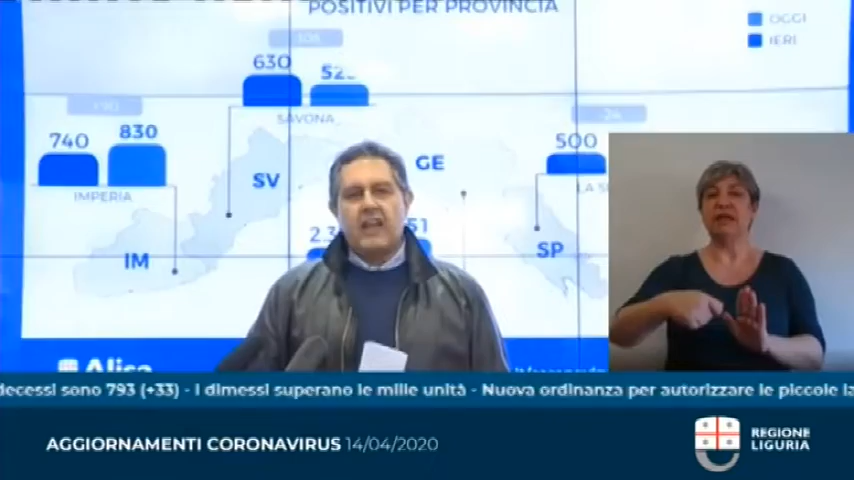 POSITIVI PER PROVINCIA
OGGI
IERI
630
SAVONA
740
830
IMPERIA
500
SV
GE
IM
SP
Alisa
decessi sono 793 (+33) - I dimessi superano le mille unità - Nuova ordinanza per autorizzare le piccole
AGGIORNAMENTI CORONAVIRUS 14/04/2020
REGIONE
LIGURIA